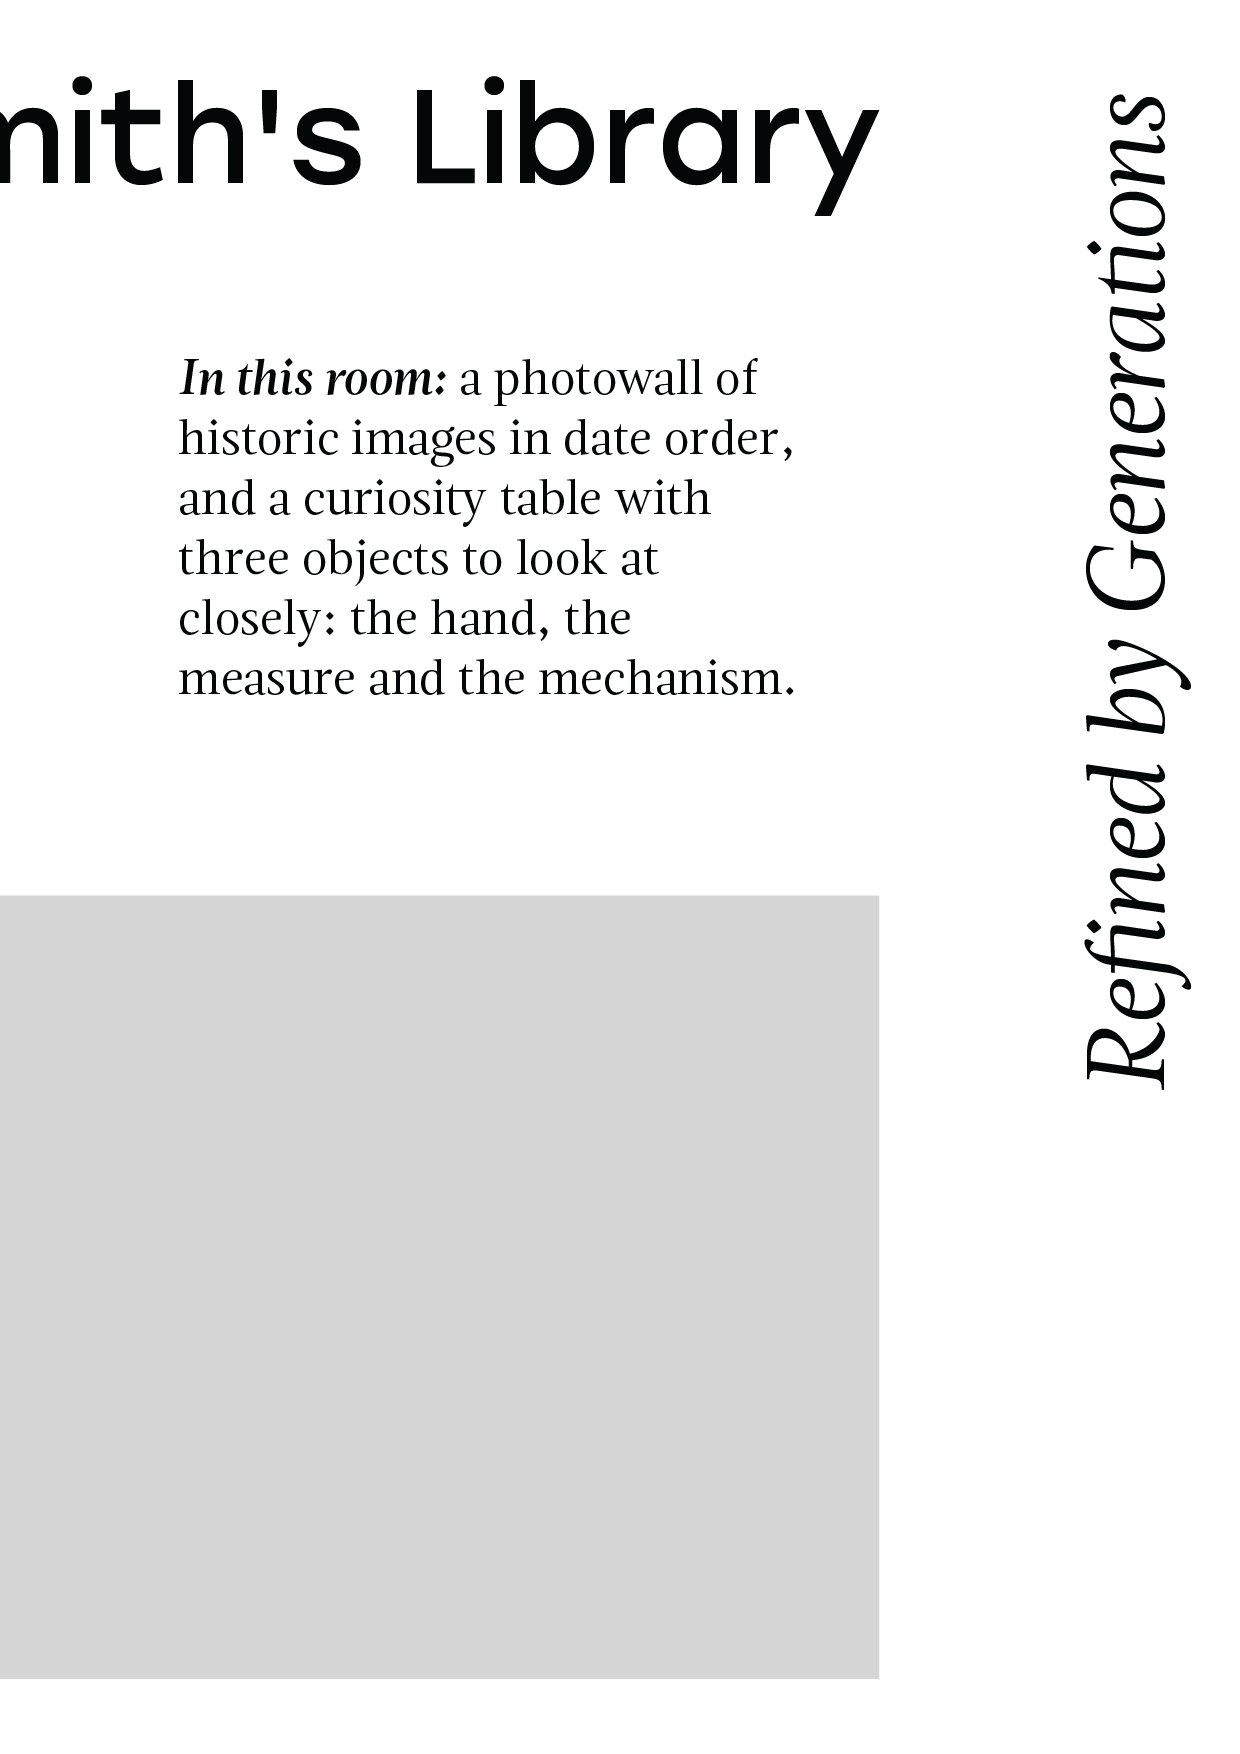 mith's Library
In this room: a photowall of
historic images in date order,
and a curiosity table with
three objects to look at
closely: the hand, the
measure and the mechanism.
Refined by Generations